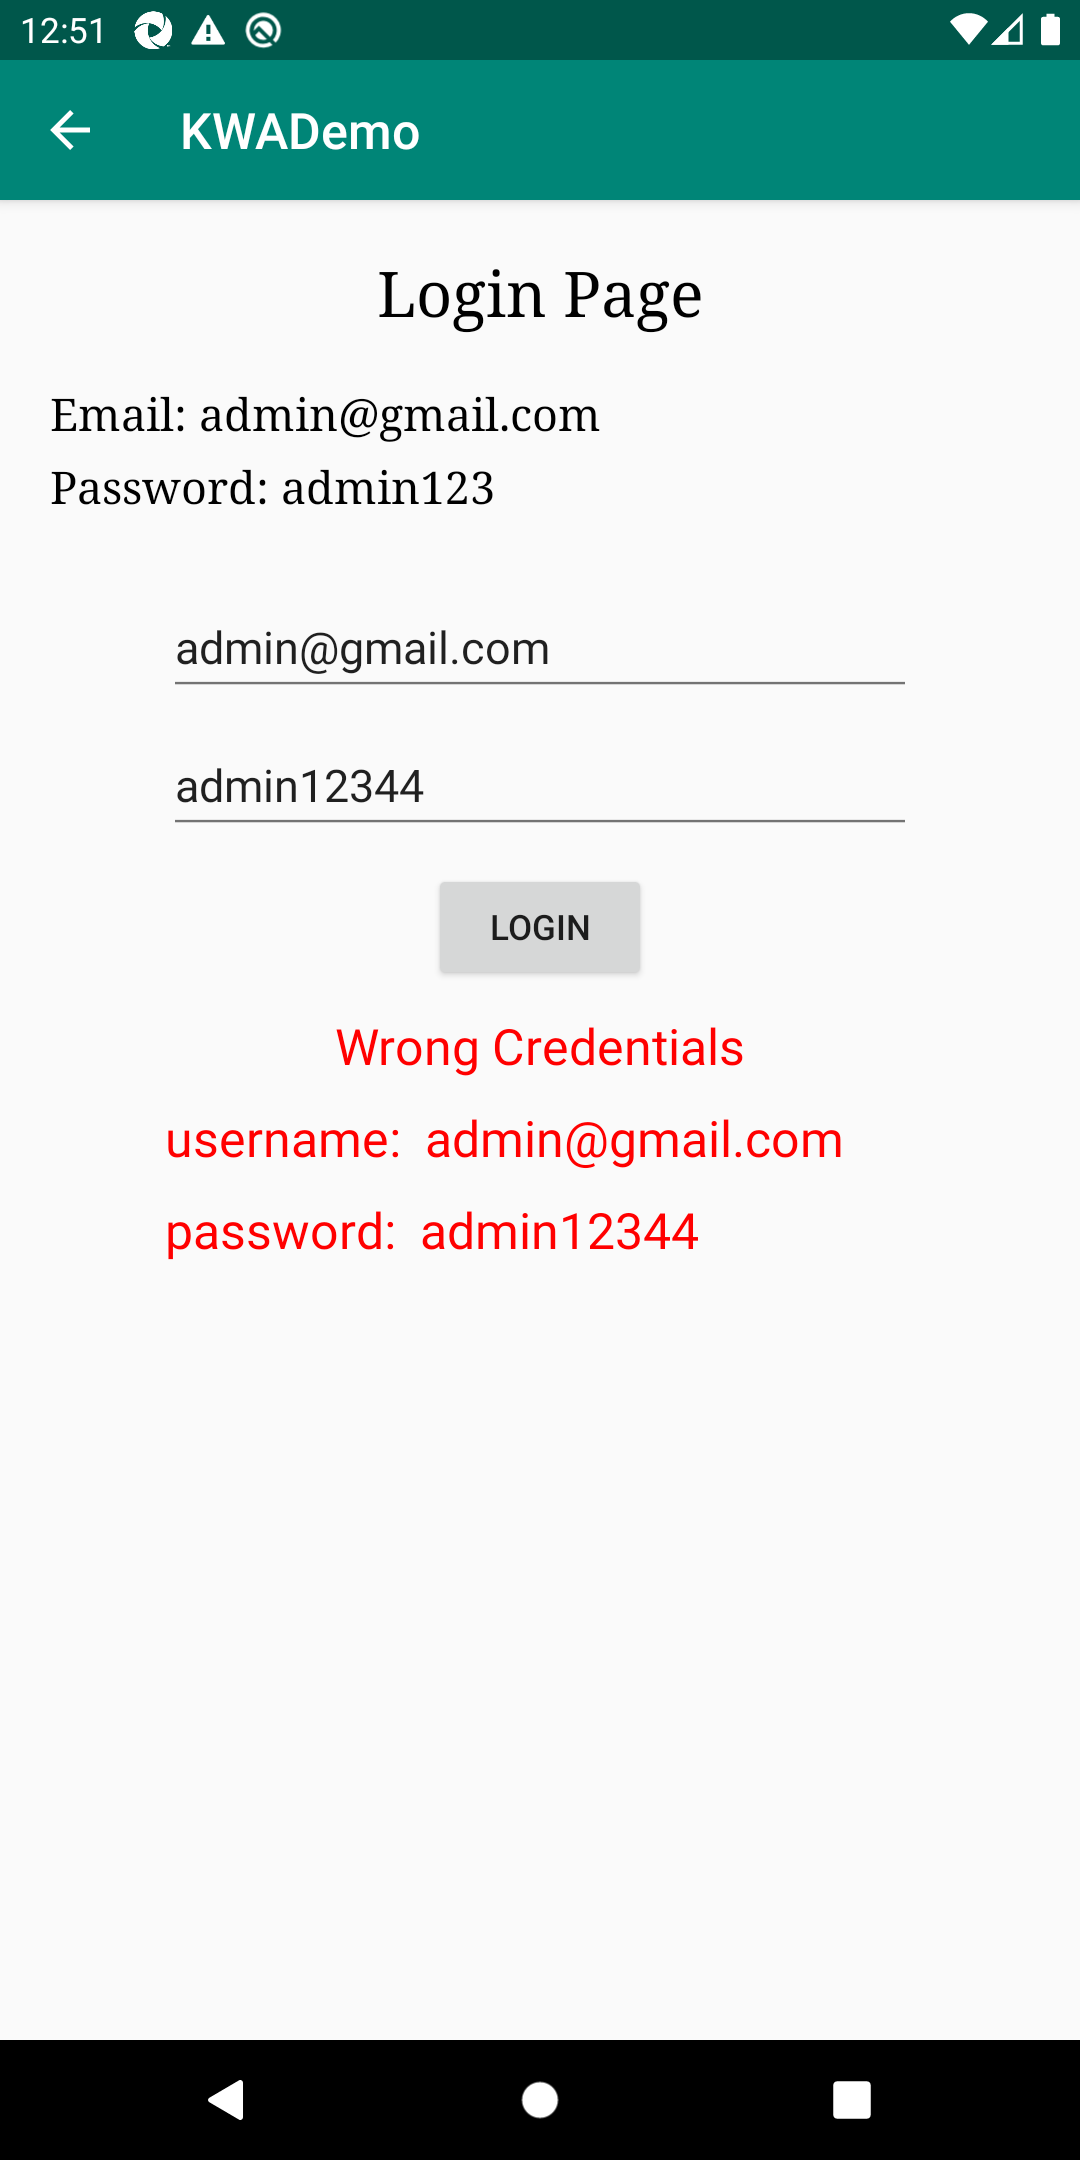 12:51
KWADemo
Login Page
Email: admin@gmail.com
Password: admin123
admin@gmail.com
admin12344
LOGIN
Wrong Credentials
username: admin@gmail.com
password: admin12344